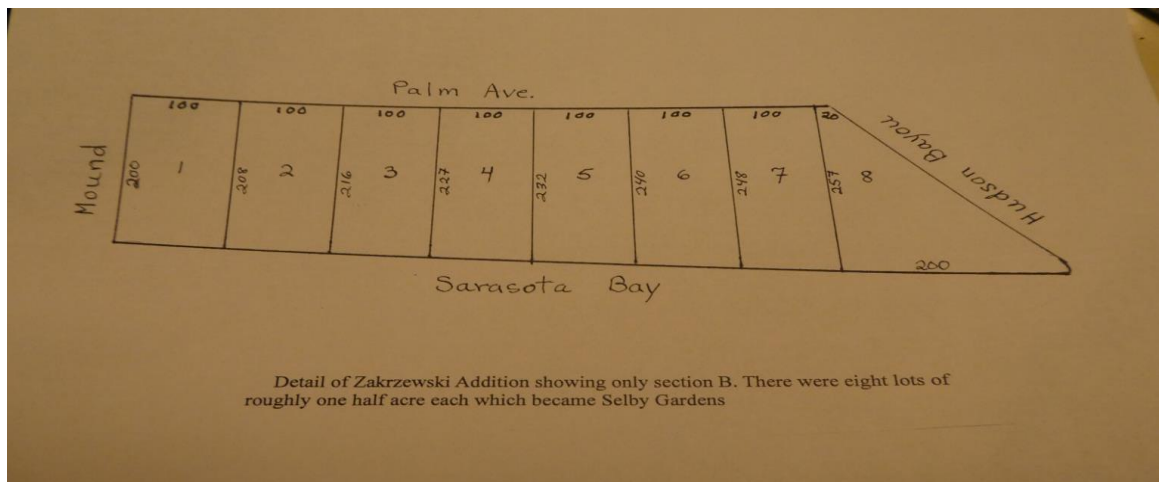 Palm Ave.
100 100 100 100 100 100 100 20
Mound
200 1 208 2 216 3 227 4 232 5 240 6 248 7 257 8
Hudson Bayou
200
Sarasota Bay
Detail of Zakrzewski Addition showing only section B. There were eight lots of
roughly one half acre each which became Selby Gardens